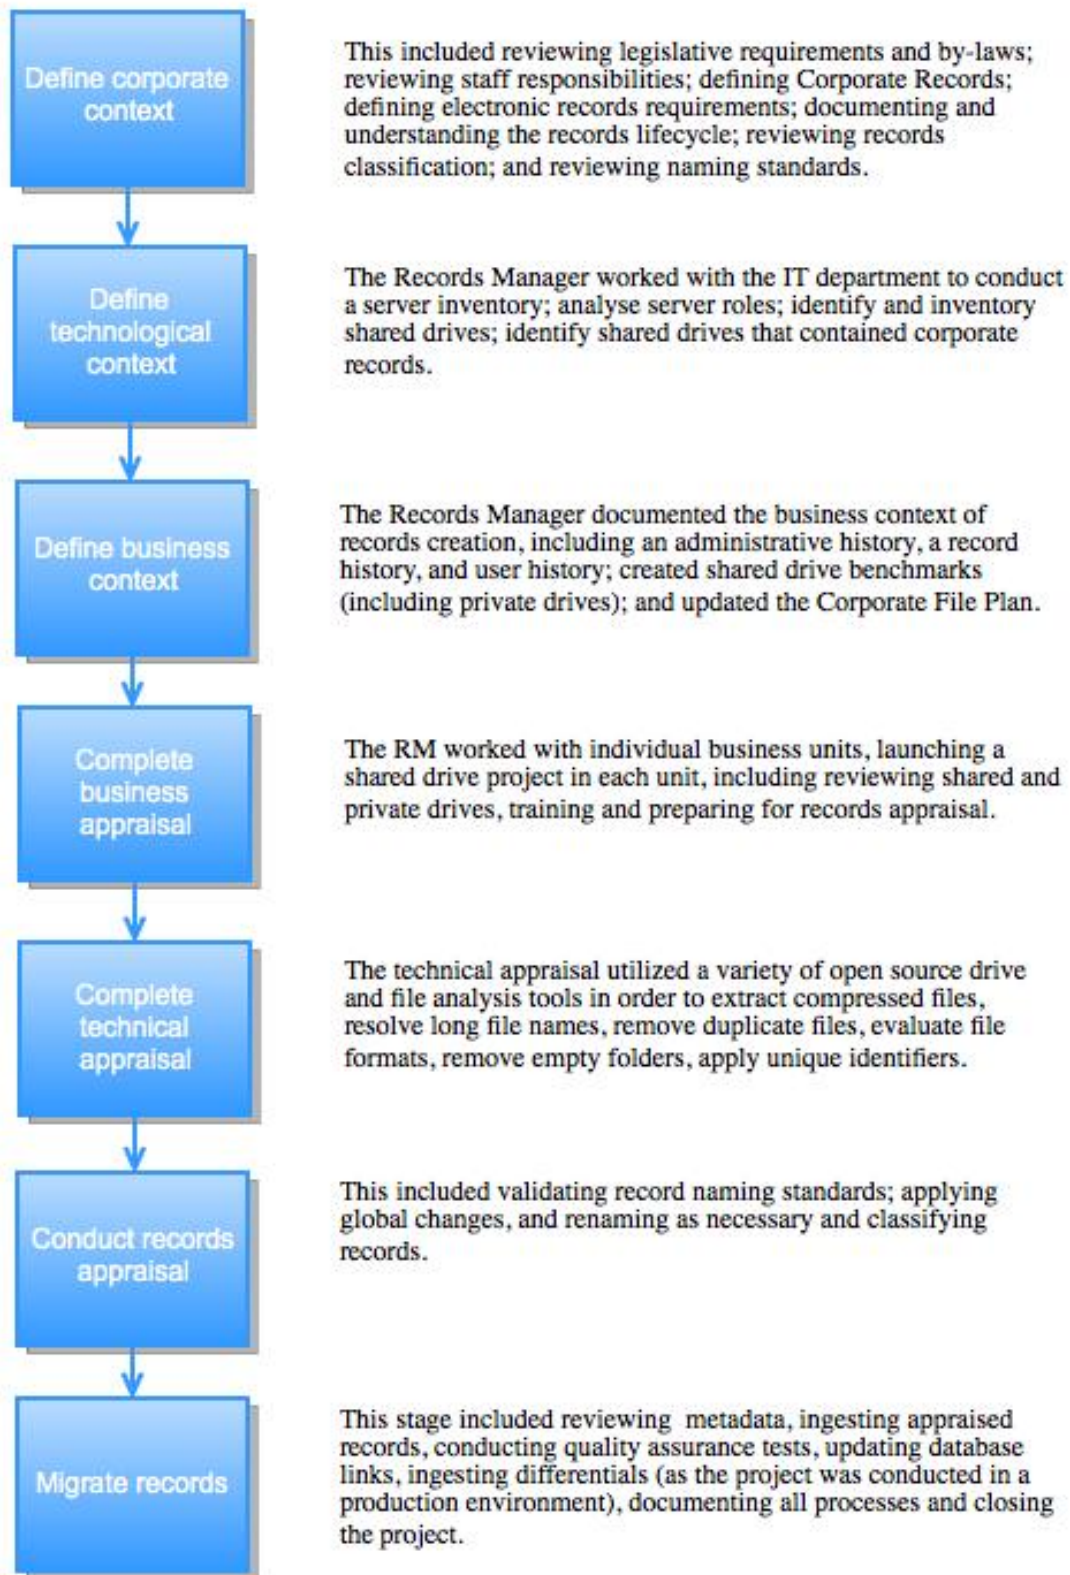 Define corporate
context
This included reviewing legislative requirements and by-laws;
reviewing staff responsibilities; defining Corporate Records;
defining electronic records requirements; documenting and
understanding the records lifecycle; reviewing records
classification; and reviewing naming standards.
Define
technological
context
The Records Manager worked with the IT department to conduct
a server inventory; analyse server roles; identify and inventory
shared drives; identify shared drives that contained corporate
records.
Define business
context
The Records Manager documented the business context of
records creation, including an administrative history, a record
history, and user history; created shared drive benchmarks
(including private drives); and updated the Corporate File Plan.
Complete
business
appraisal
The RM worked with individual business units, launching a
shared drive project in each unit, including reviewing shared and
private drives, training and preparing for records appraisal.
Complete
technical
appraisal
The technical appraisal utilized a variety of open source drive
and file analysis tools in order to extract compressed files,
resolve long file names, remove duplicate files, evaluate file
formats, remove empty folders, apply unique identifiers.
Conduct records
appraisal
This included validating record naming standards; applying
global changes, and renaming as necessary and classifying
records.
Migrate records
This stage included reviewing metadata, ingesting appraised
records, conducting quality assurance tests, updating database
links, ingesting differentials (as the project was conducted in a
production environment), documenting all processes and closing
the project.